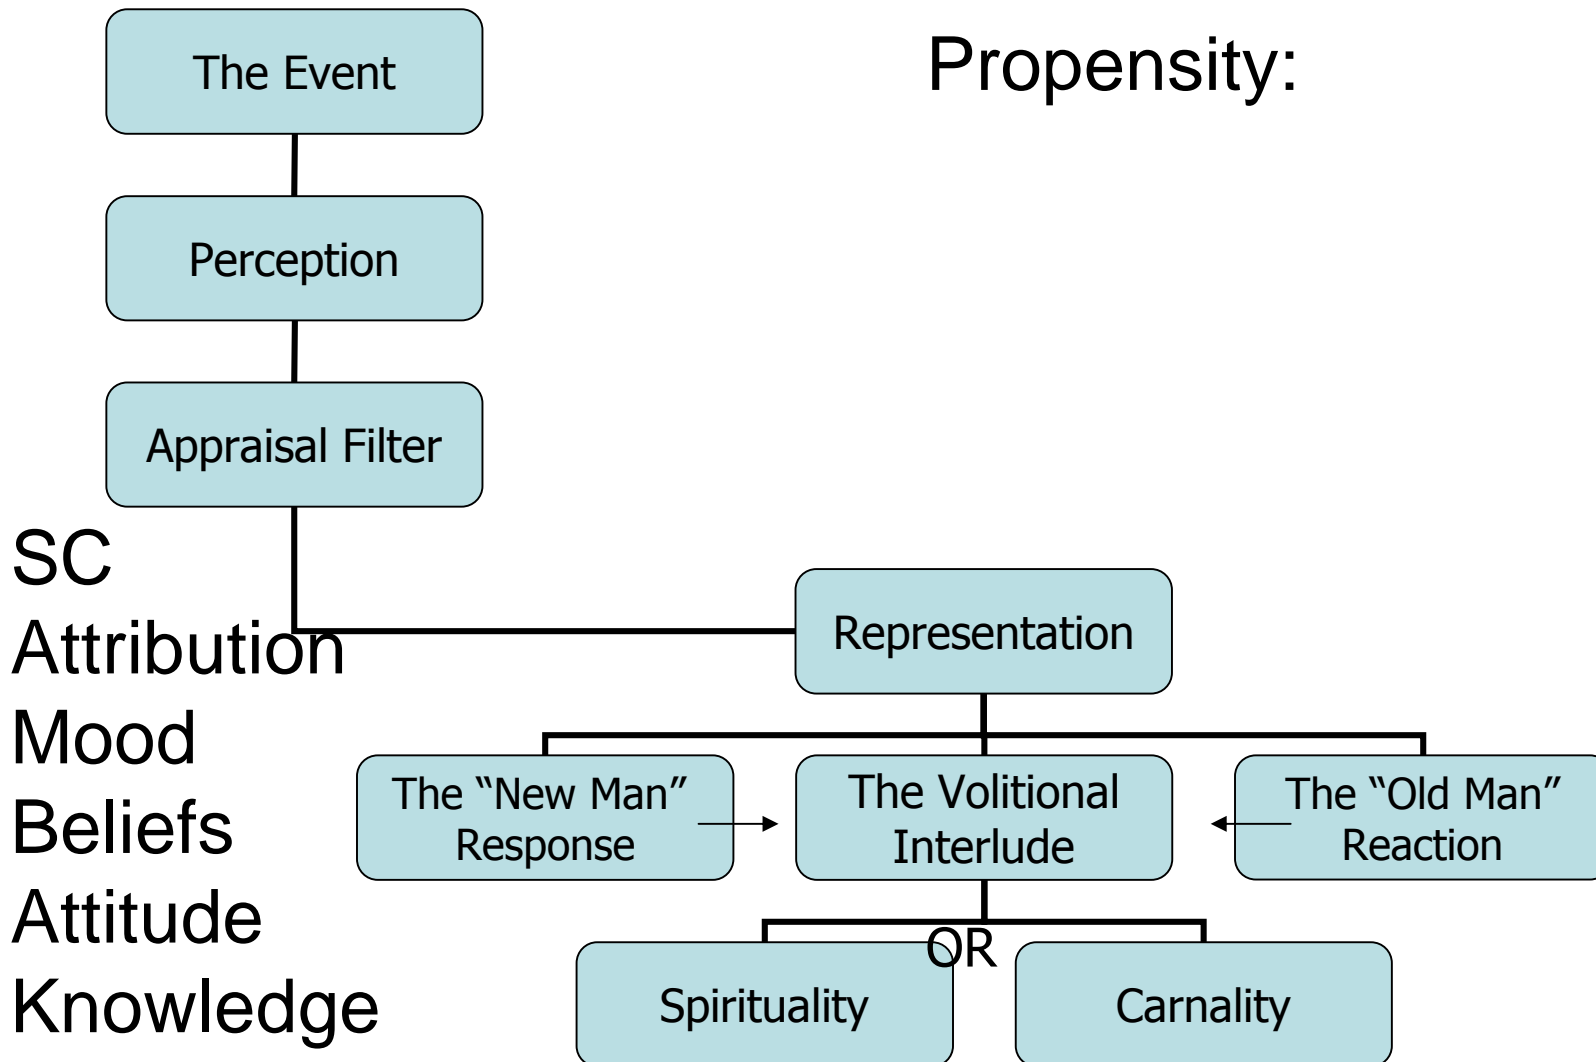 The Event
Propensity:
Perception
Appraisal Filter
SC
Attribution
Mood
Beliefs
Attitude
Knowledge
Representation
The “New Man”
Response
The Volitional
Interlude
The “Old Man”
Reaction
OR
Spirituality
Carnality